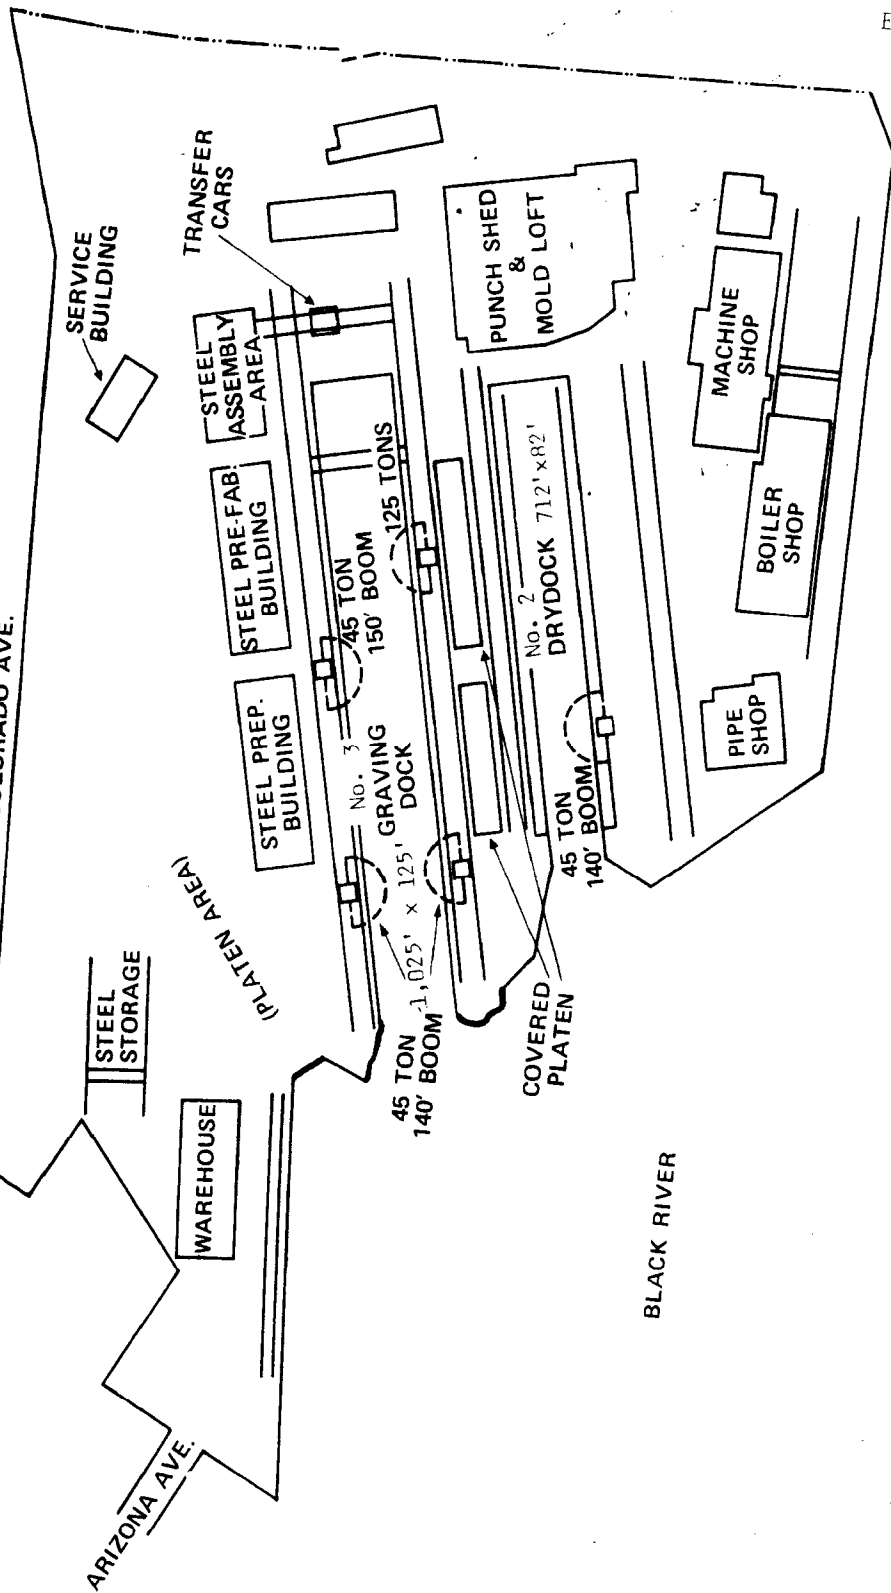 E
COLORADO AVE.
SERVICE
BUILDING
TRANSFER
CARS
STEEL
ASSEMBLY
AREA
STEEL PRE-FAB.
BUILDING
STEEL PREP.
BUILDING
(PLATEN AREA)
STEEL
STORAGE
WAREHOUSE
ARIZONA AVE.
PUNCH SHED
&
MOLD LOFT
125 TONS
45 TON
150' BOOM
No. 3
GRAVING
DOCK
1,025' x 125'
45 TON
140' BOOM
No. 2
DRYDOCK 712'x82'
45 TON
140' BOOM
COVERED
PLATEN
MACHINE
SHOP
BOILER
SHOP
PIPE
SHOP
BLACK RIVER